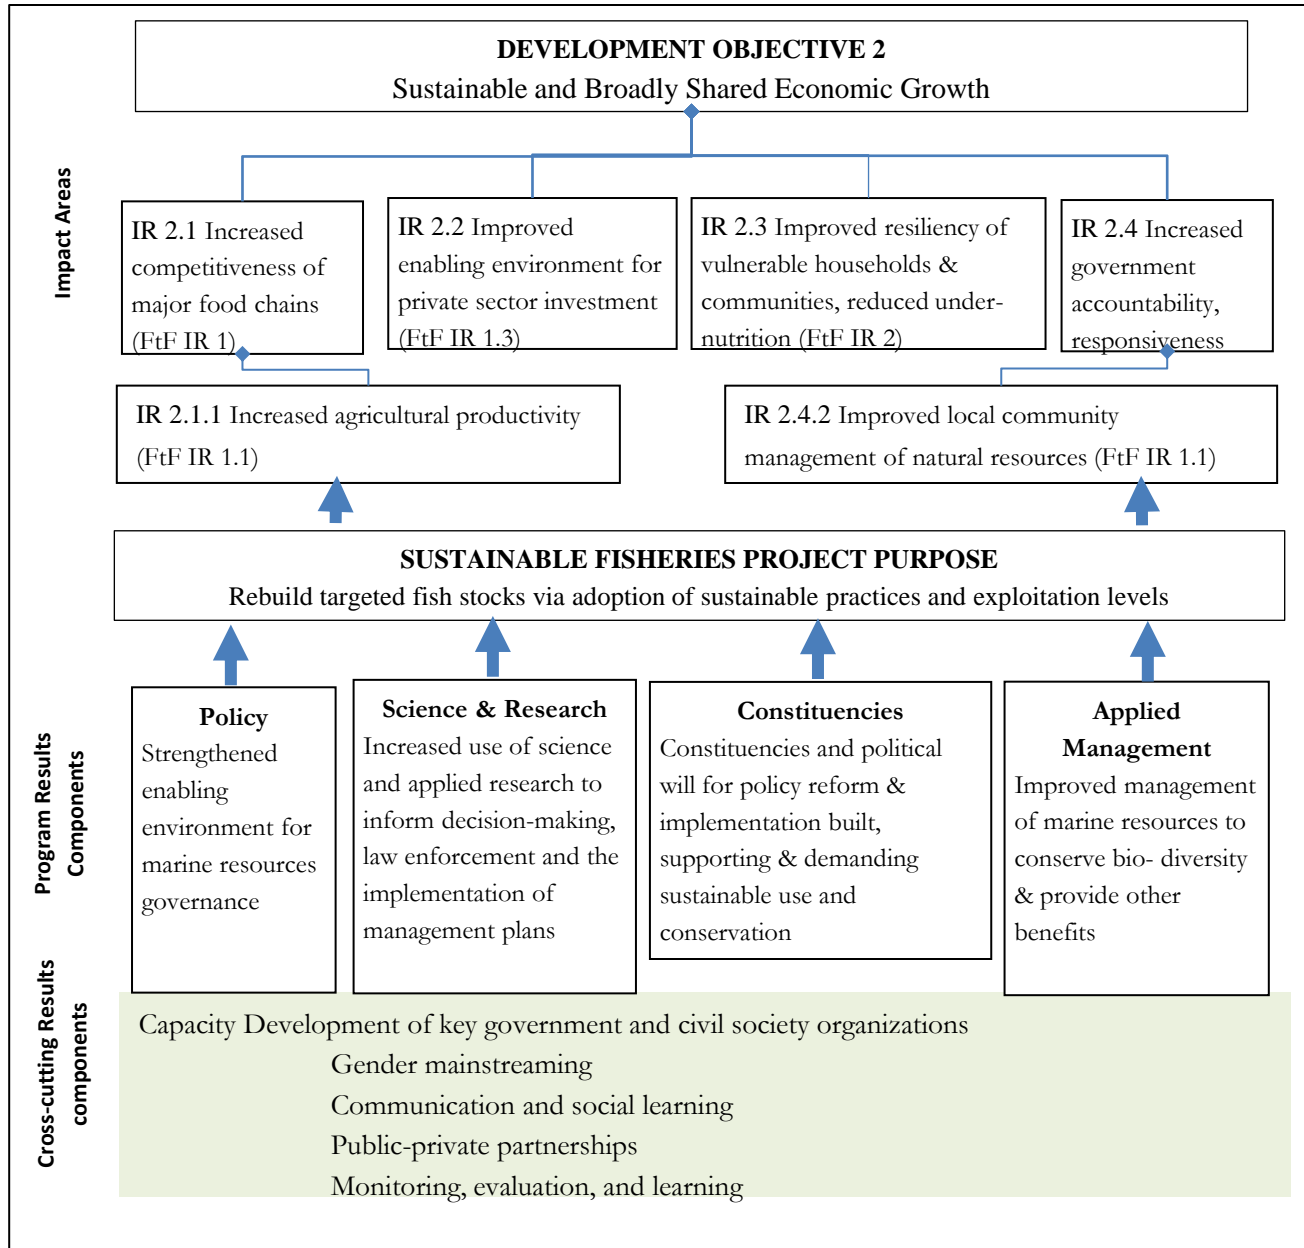 DEVELOPMENT OBJECTIVE 2
Sustainable and Broadly Shared Economic Growth
Impact Areas
IR 2.1 Increased
competitiveness of
major food chains
(FtF IR 1)
IR 2.2 Improved
enabling environment for
private sector investment
(FtF IR 1.3)
IR 2.3 Improved resiliency of
vulnerable households &
communities, reduced under-
nutrition (FtF IR 2)
IR 2.4 Increased
government
accountability,
responsiveness
IR 2.1.1 Increased agricultural productivity
(FtF IR 1.1)
IR 2.4.2 Improved local community
management of natural resources (FtF IR 1.1)
SUSTAINABLE FISHERIES PROJECT PURPOSE
Rebuild targeted fish stocks via adoption of sustainable practices and exploitation levels
Program Results
Components
Policy
Strengthened
enabling
environment for
marine resources
governance
Science & Research
Increased use of science
and applied research to
inform decision-making,
law enforcement and the
implementation of
management plans
Constituencies
Constituencies and political
will for policy reform &
implementation built,
supporting & demanding
sustainable use and
conservation
Applied
Management
Improved management
of marine resources to
conserve bio- diversity
& provide other
benefits
Cross-cutting Results
components
Capacity Development of key government and civil society organizations
Gender mainstreaming
Communication and social learning
Public-private partnerships
Monitoring, evaluation, and learning